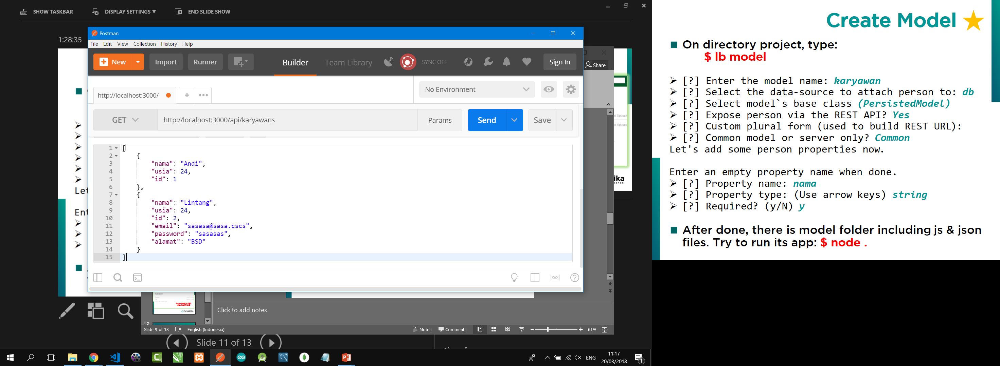 SHOW TASKBAR
DISPLAY SETTINGS ▼
END SLIDE SHOW
1:28:35
Postman
File Edit View Collection History Help
New
Import
Runner
Builder
Team Library
SYNC OFF
Sign In
Share
http://localhost:3000/
No Environment
GET
http://localhost:3000/api/karyawans
Params
Send
Save
1 [
2 {
3 "nama": "Andi",
4 "usia": 24,
5 "id": 1
6 },
7 {
8 "nama": "Lintang",
9 "usia": 24,
10 "id": 2,
11 "email": "sasasa@sasa.cscs",
12 "password": "sasasas",
13 "alamat": "BSD"
14 }
15 ]
Let
Ent
ika
School
Click to add notes
13
Slide 9 of 13
English (Indonesia)
Notes
Comments
61%
Slide 11 of 13
ENG
11:17
20/03/2018
1
Create Model
On directory project, type:
$ lb model
[?] Enter the model name: karyawan
[?] Select the data-source to attach person to: db
[?] Select model`s base class (PersistedModel)
[?] Expose person via the REST API? Yes
[?] Custom plural form (used to build REST URL):
[?] Common model or server only? Common
Let's add some person properties now.
Enter an empty property name when done.
[?] Property name: nama
[?] Property type: (Use arrow keys) string
[?] Required? (y/N) y
After done, there is model folder including js & json
files. Try to run its app: $ node .